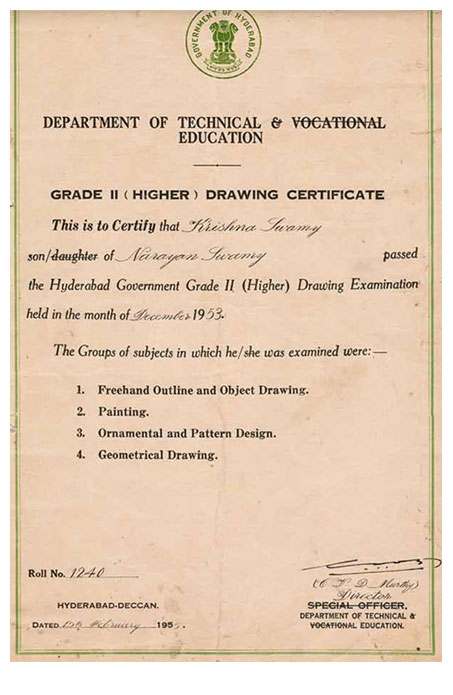 GOVERNMENT OF HYDERABAD
DEPARTMENT OF TECHNICAL & VOCATIONAL
EDUCATION
GRADE II ( HIGHER ) DRAWING CERTIFICATE
This is to Certify that Krishna Swamy
son/daughter of Narayan Swamy passed
the Hyderabad Government Grade II (Higher) Drawing Examination
held in the month of December 1953.
The Groups of subjects in which he/she was examined were:—
1. Freehand Outline and Object Drawing.
2. Painting.
3. Ornamental and Pattern Design.
4. Geometrical Drawing.
Roll No. 1240
Murthy)
Director
HYDERABAD-DECCAN.
SPECIAL OFFICER,
DEPARTMENT OF TECHNICAL &
DATED 15th February 195
VOCATIONAL EDUCATION.